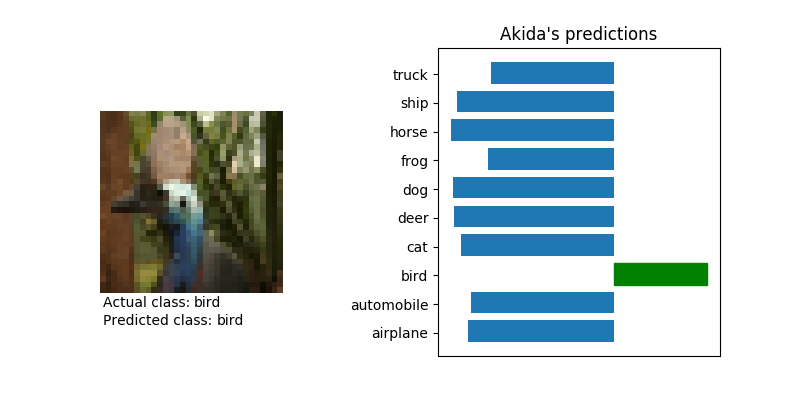 Akida's predictions
truck
ship
horse
frog
dog
deer
cat
bird
automobile
airplane
Actual class: bird
Predicted class: bird